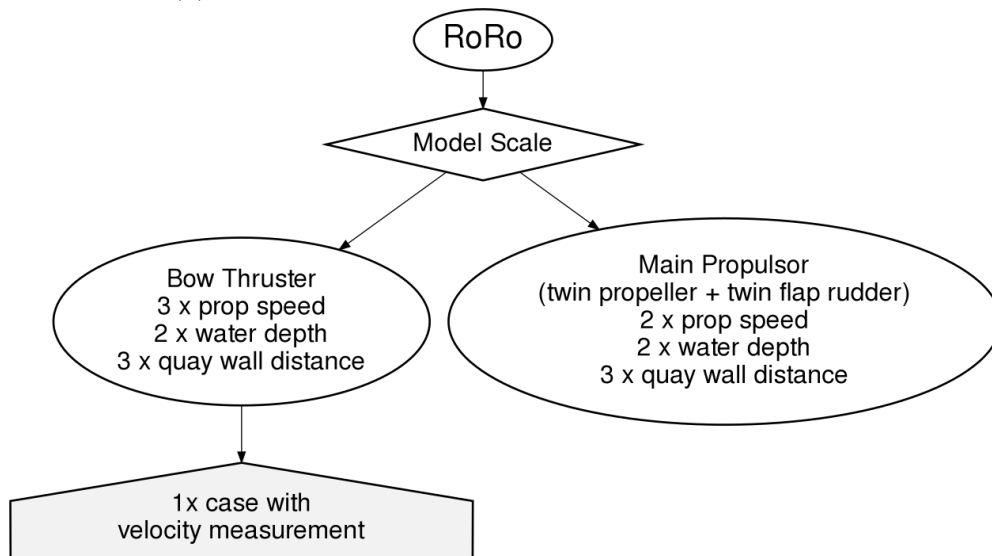 RoRo
Model Scale
Bow Thruster
3 x prop speed
2 x water depth
3 x quay wall distance
Main Propulsor
(twin propeller + twin flap rudder)
2 x prop speed
2 x water depth
3 x quay wall distance
1x case with
velocity measurement